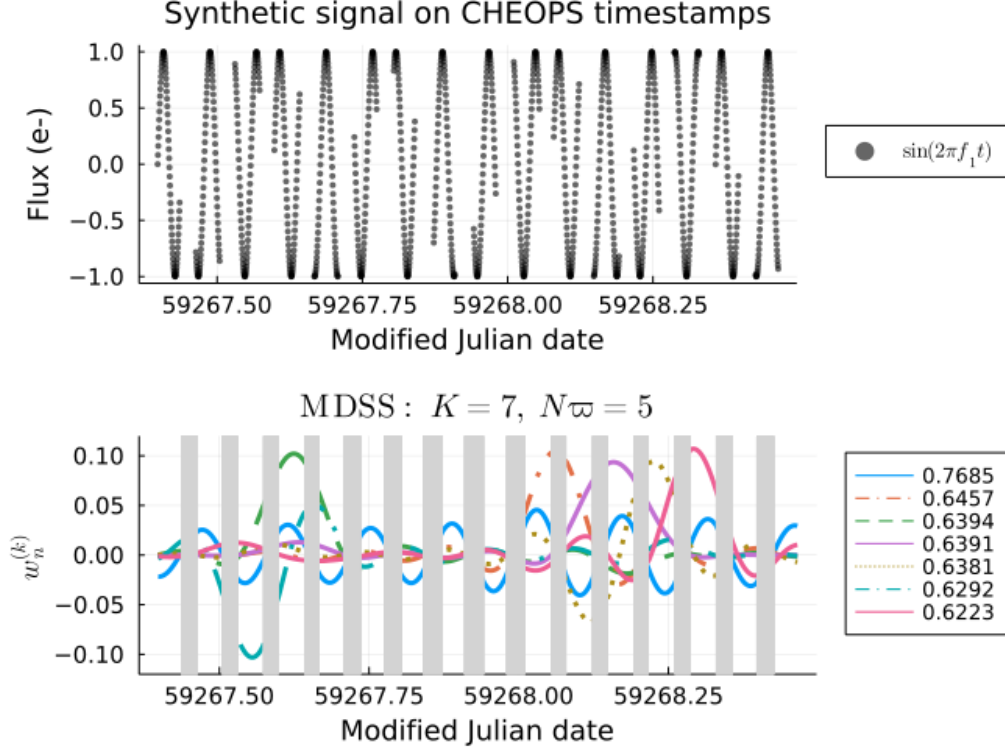 Synthetic signal on CHEOPS timestamps
Flux (e-)
1.0
0.5
0.0
−0.5
−1.0
59267.50 59267.75 59268.00 59268.25
Modified Julian date
sin(2πf₁t)
MDSS : K = 7, Nϖ = 5
wₙ⁽ᵏ⁾
0.10
0.05
0.00
−0.05
−0.10
59267.50 59267.75 59268.00 59268.25
Modified Julian date
0.7685
0.6457
0.6394
0.6391
0.6381
0.6292
0.6223